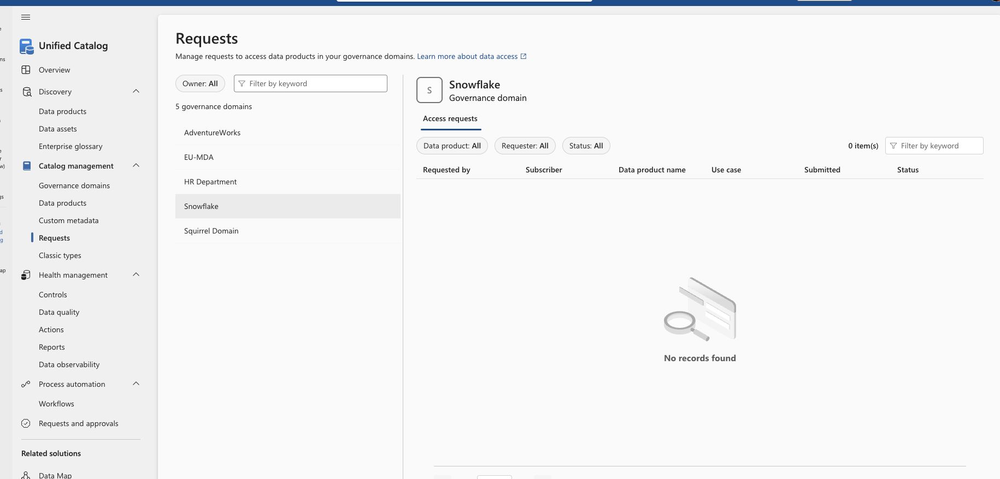 Unified Catalog
Overview
Discovery
Data products
Data assets
Enterprise glossary
Catalog management
Governance domains
Data products
Custom metadata
Requests
Classic types
Health management
Controls
Data quality
Actions
Reports
Data observability
Process automation
Workflows
Requests and approvals
Related solutions
Data Map
Requests
Manage requests to access data products in your governance domains. Learn more about data access
Owner: All
Filter by keyword
5 governance domains
AdventureWorks
EU-MDA
HR Department
Snowflake
Squirrel Domain
S
Snowflake
Governance domain
Access requests
Data product: All
Requester: All
Status: All
0 item(s)
Filter by keyword
Requested by
Subscriber
Data product name
Use case
Submitted
Status
No records found